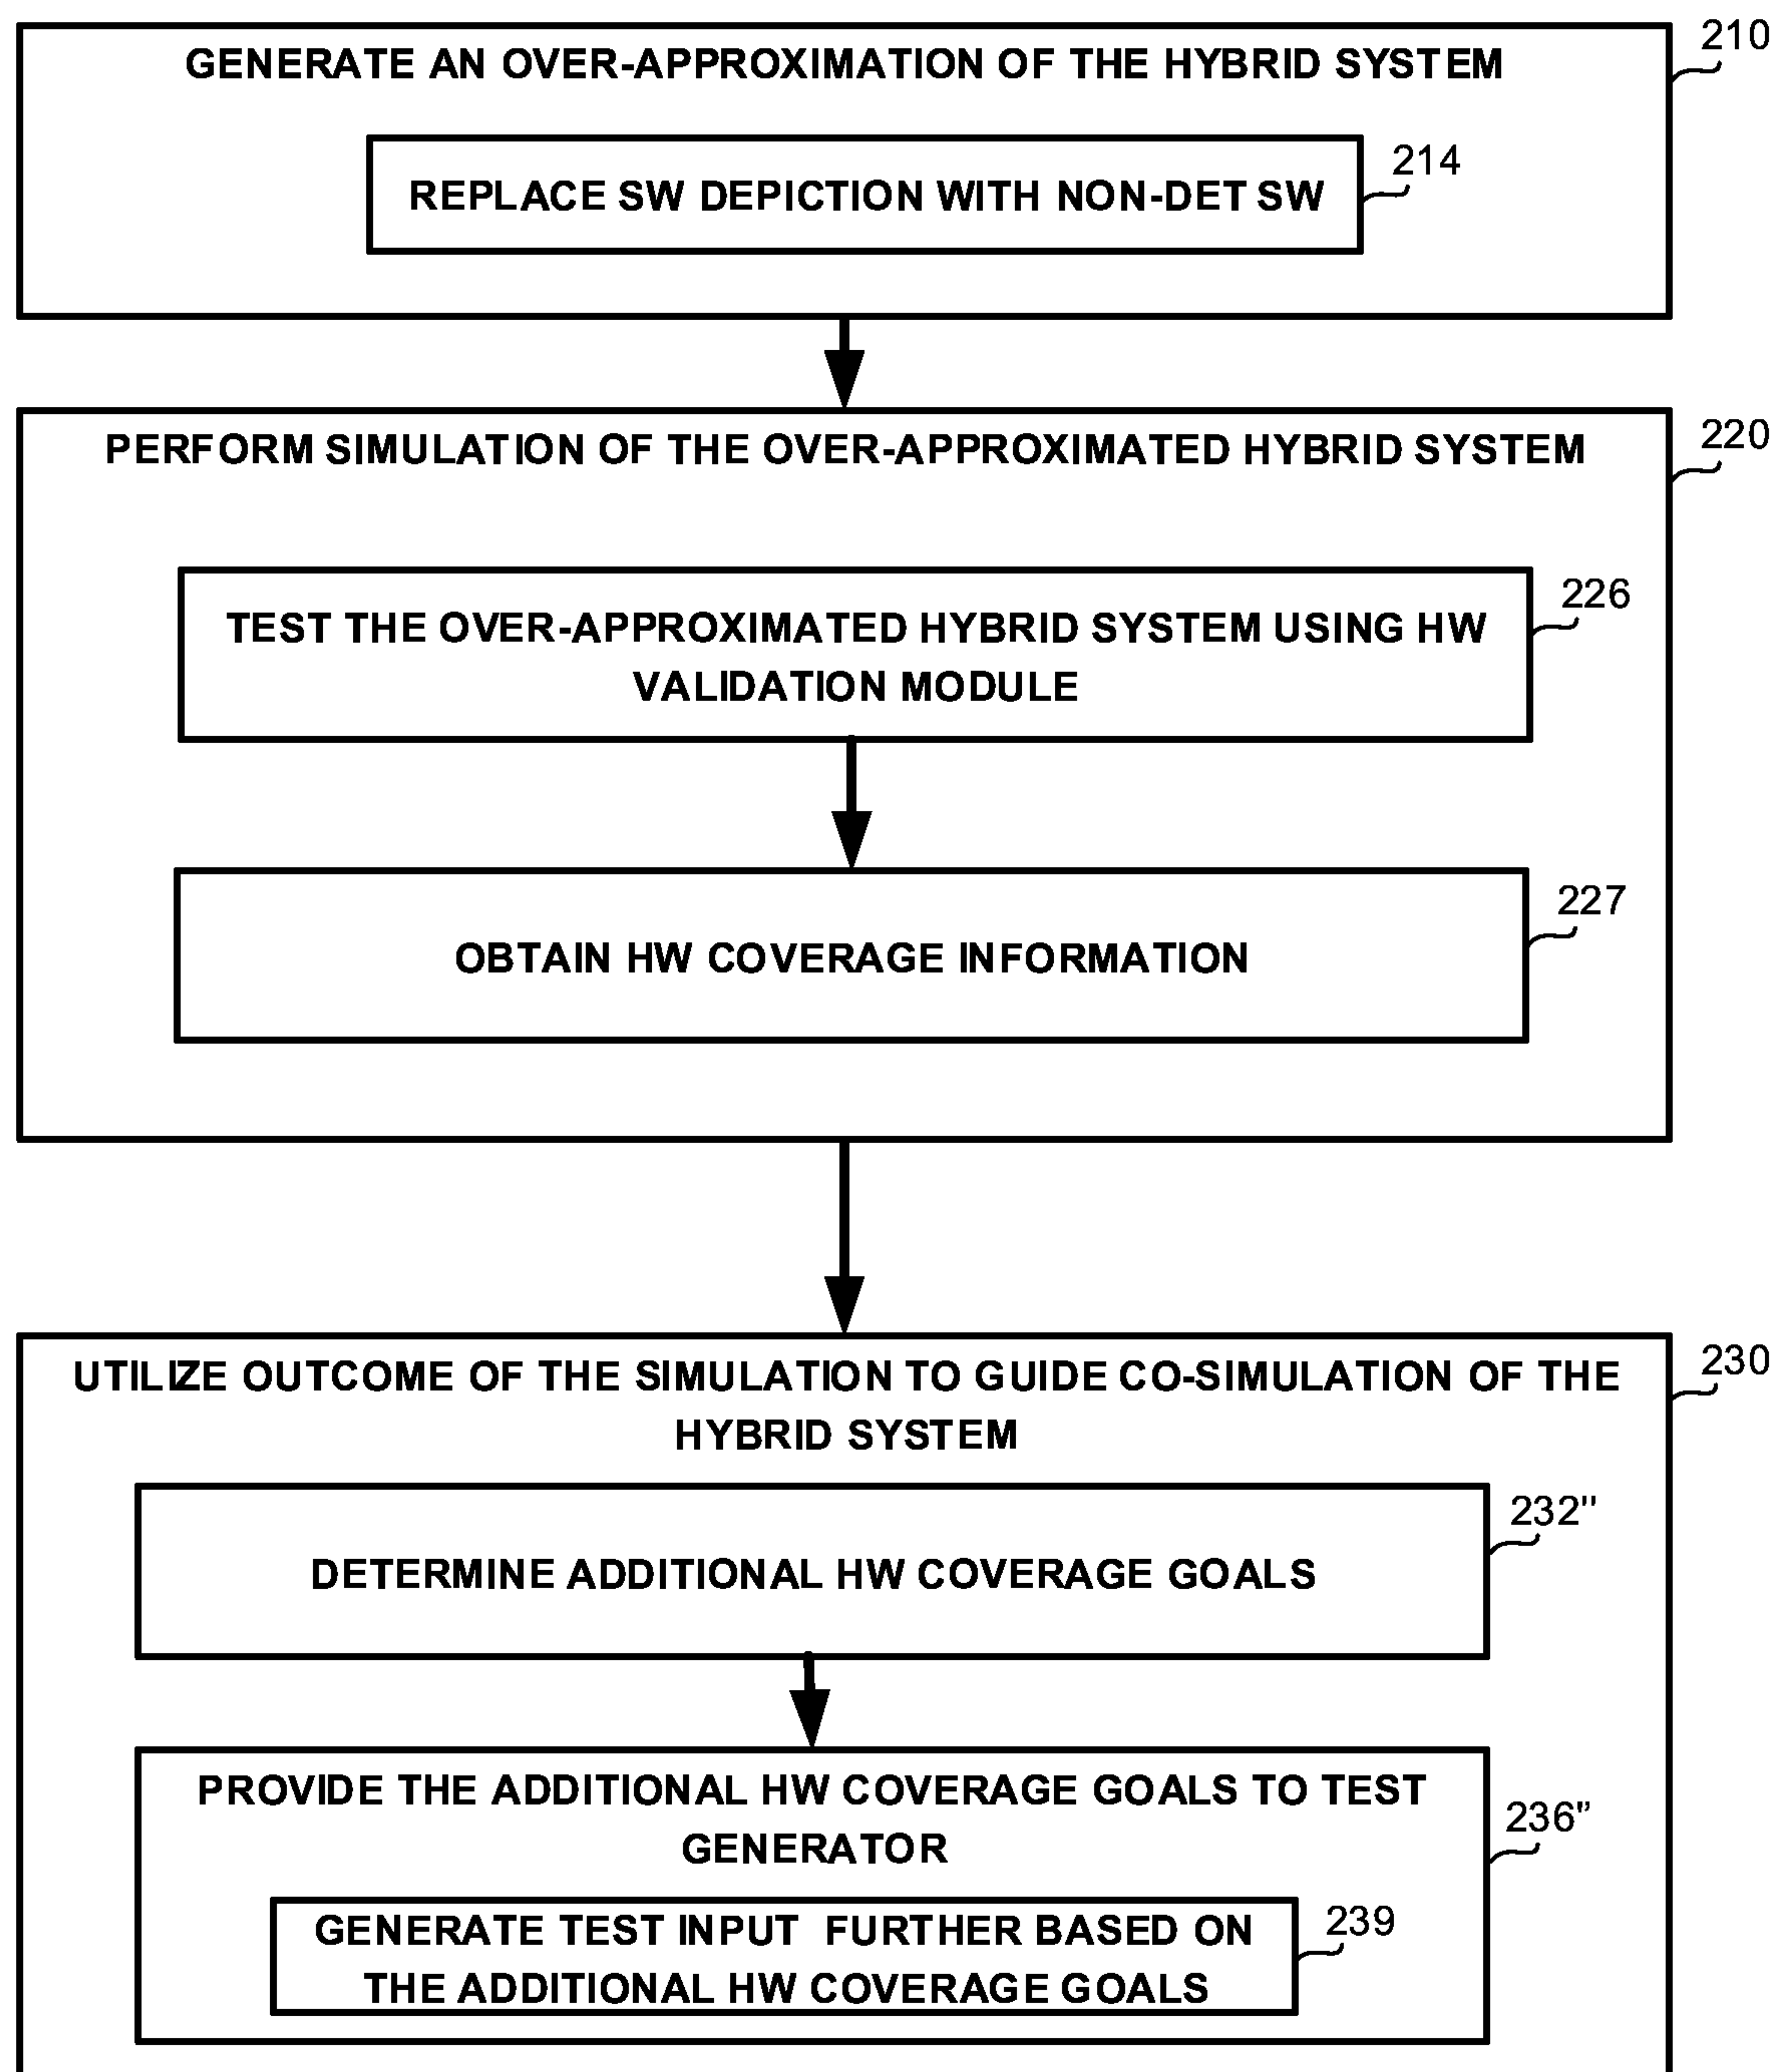 210
GENERATE AN OVER-APPROXIMATION OF THE HYBRID SYSTEM
214
REPLACE SW DEPICTION WITH NON-DET SW
220
PERFORM SIMULATION OF THE OVER-APPROXIMATED HYBRID SYSTEM
226
TEST THE OVER-APPROXIMATED HYBRID SYSTEM USING HW
VALIDATION MODULE
227
OBTAIN HW COVERAGE INFORMATION
230
UTILIZE OUTCOME OF THE SIMULATION TO GUIDE CO-SIMULATION OF THE
HYBRID SYSTEM
232"
DETERMINE ADDITIONAL HW COVERAGE GOALS
236”
PROVIDE THE ADDITIONAL HW COVERAGE GOALS TO TEST
GENERATOR
239
GENERATE TEST INPUT FURTHER BASED ON
THE ADDITIONAL HW COVERAGE GOALS